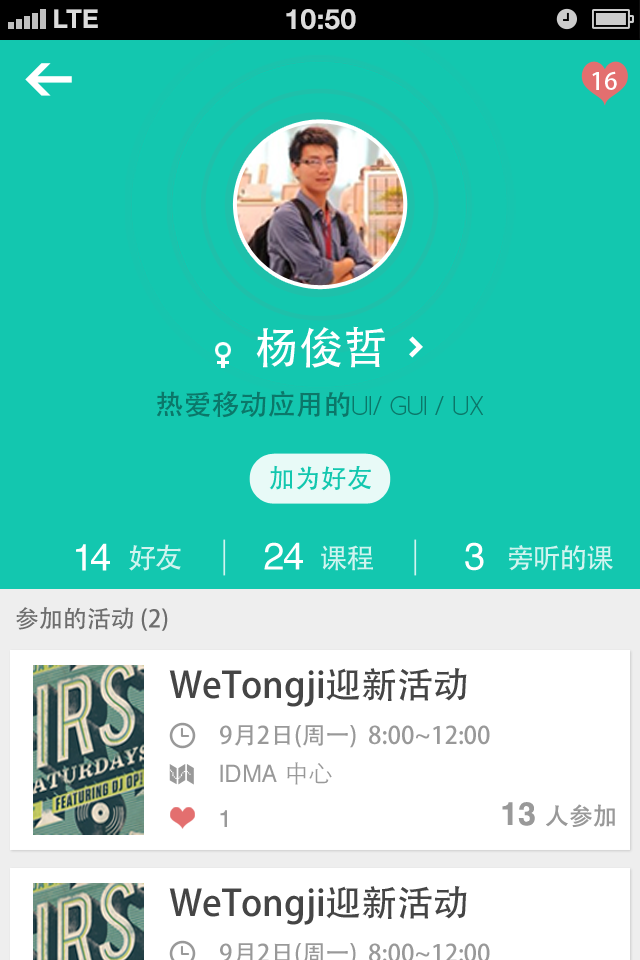 LTE 10:50
16
杨俊哲
热爱移动应用的UI/ GUI / UX
加为好友
14 好友 24 课程 3 旁听的课
参加的活动 (2)
IRS
ATURDAYS
FEATURING DJ OP!
WeTongji迎新活动
9月2日(周一) 8:00~12:00
IDMA 中心
1
13 人参加
IRS
WeTongji迎新活动
9月2日(周一) 8:00~12:00